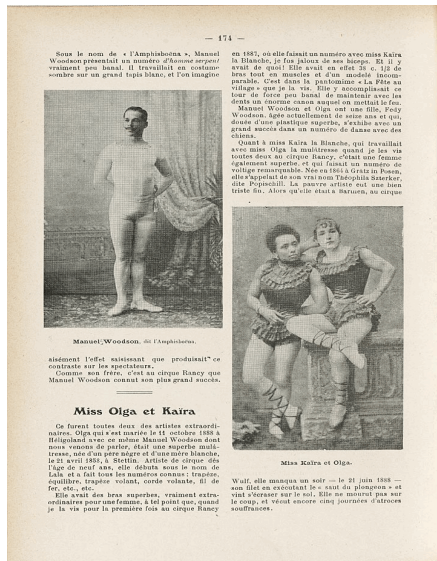 — 174 —
Sous le nom de « l'Amphisboëna », Manuel
Woodson présentait un numéro d'homme serpent
vraiment peu banal. Il travaillait en costume
sombre sur un grand tapis blanc, et l'on imagine
Manuel Woodson, dit l'Amphisboëna.
aisément l'effet saisissant que produisait ce
contraste sur les spectateurs.
Comme son frère, c'est au cirque Rancy que
Manuel Woodson connut son plus grand succès.
Miss Olga et Kaïra
Ce furent toutes deux des artistes extraordi-
naires. Olga qui s'est mariée le 11 octobre 1888 à
Héligoland avec ce même Manuel Woodson dont
nous venons de parler, était une superbe mulâ-
tresse, née d'un père nègre et d'une mère blanche,
le 21 avril 1858, à Stettin. Artiste de cirque dès
l'âge de neuf ans, elle débuta sous le nom de
Lala et a fait tous les numéros connus : trapèze,
équilibre, trapèze volant, corde volante, fil de
fer, etc., etc.
Elle avait des bras superbes, vraiment extra-
ordinaires pour une femme, à tel point que, quand
je la vis pour la première fois au cirque Rancy
en 1887, où elle faisait un numéro avec miss Kaïra
la Blanche, je fus jaloux de ses biceps. Et il y
avait de quoi ! Elle avait en effet 38 c. 1/2 de
bras tout en muscles et d'un modelé incom-
parable. C'est dans la pantomime « La Fête au
village » que je la vis. Elle y accomplissait ce
tour de force peu banal de maintenir avec les
dents un énorme canon auquel on mettait le feu.
Manuel Woodson et Olga ont une fille, Fedy
Woodson, âgée actuellement de seize ans et qui,
douée d'une plastique superbe, s'exhibe avec un
grand succès dans un numéro de danse avec des
chiens.
Quant à miss Kaïra la Blanche, qui travaillait
avec miss Olga la mulâtresse quand je les vis
toutes deux au cirque Rancy, c'était une femme
également superbe, et qui faisait un numéro de
voltige remarquable. Née en 1864 à Gratz in Posen,
elle s'appelait de son vrai nom Théophila Szterker,
dite Popischill. La pauvre artiste eut une bien
triste fin. Alors qu'elle était à Barmen, au cirque
Miss Kaïra et Olga.
Wulf, elle manqua un soir — le 21 juin 1888 —
son filet en exécutant le « saut du plongeon » et
vint s'écraser sur le sol. Elle ne mourut pas sur
le coup, et vécut encore cinq journées d'atroces
souffrances.